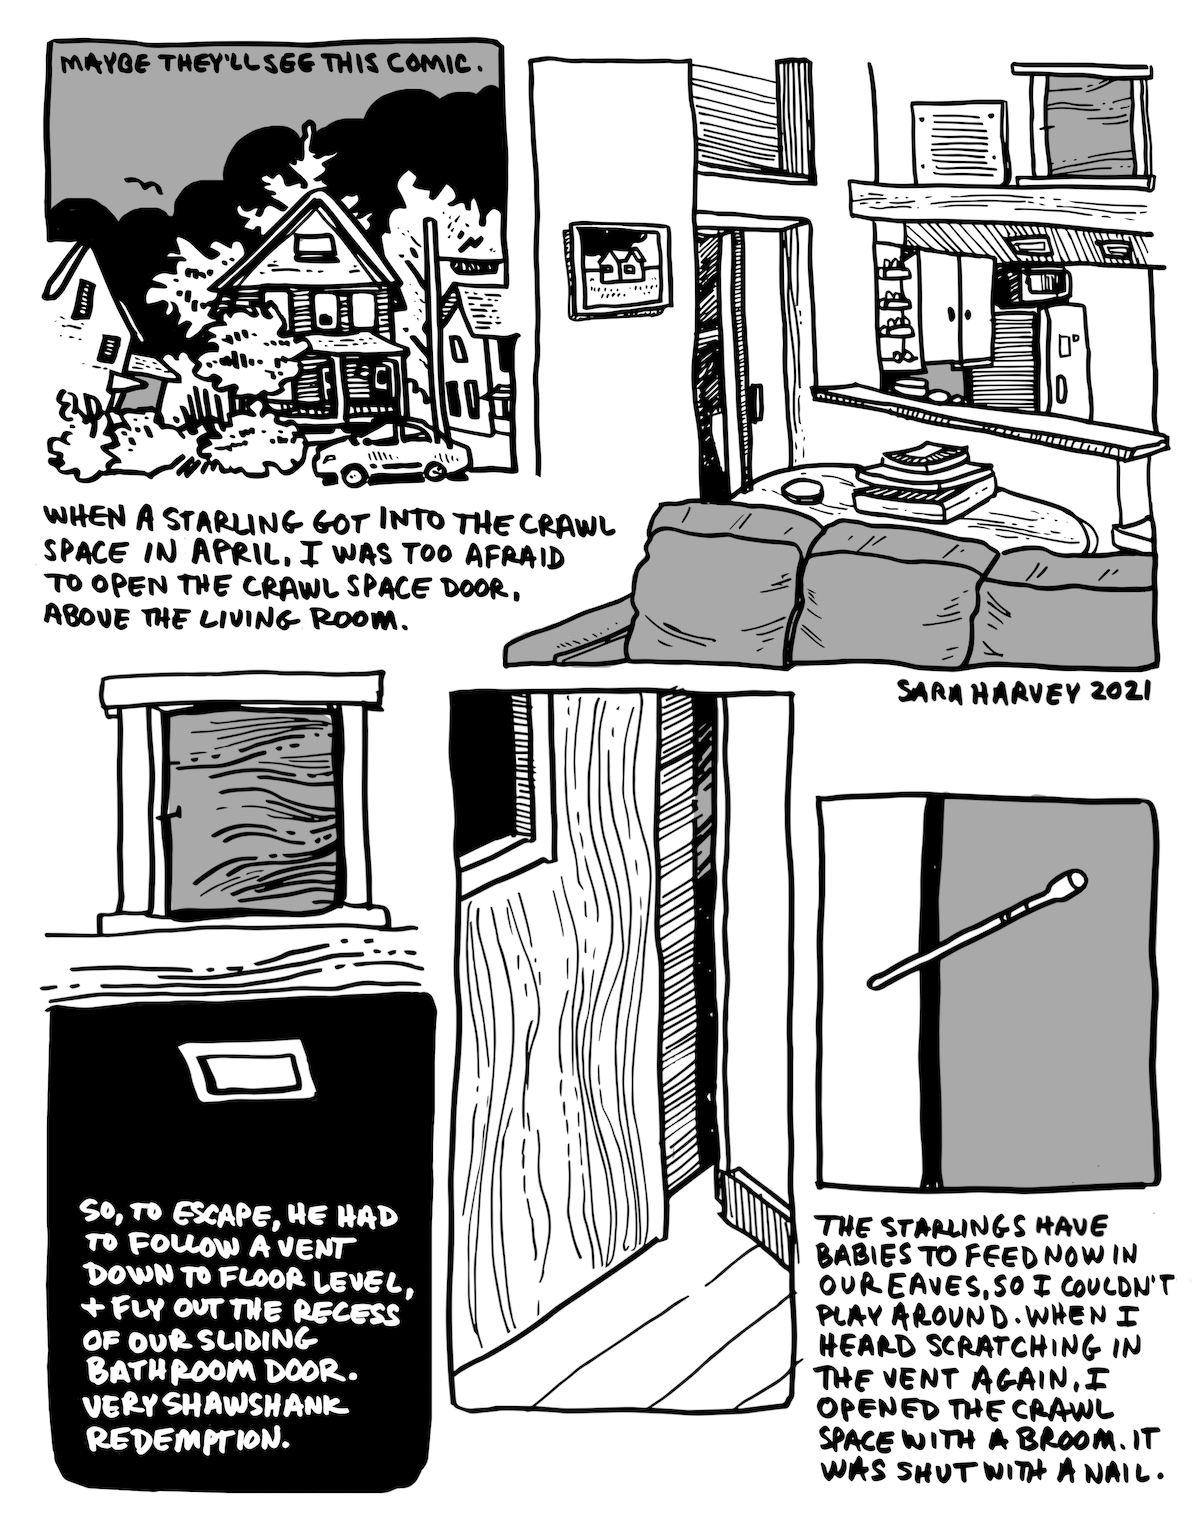 MAYBE THEY'LL SEE THIS COMIC.
WHEN A STARLING GOT INTO THE CRAWL
SPACE IN APRIL, I WAS TOO AFRAID
TO OPEN THE CRAWL SPACE DOOR,
ABOVE THE LIVING ROOM.
SARA HARVEY 2021
SO, TO ESCAPE, HE HAD
TO FOLLOW A VENT
DOWN TO FLOOR LEVEL,
+ FLY OUT THE RECESS
OF OUR SLIDING
BATHROOM DOOR.
VERY SHAWSHANK
REDEMPTION.
THE STARLINGS HAVE
BABIES TO FEED NOW IN
OUR EAVES, SO I COULDN'T
PLAY AROUND. WHEN I
HEARD SCRATCHING IN
THE VENT AGAIN, I
OPENED THE CRAWL
SPACE WITH A BROOM. IT
WAS SHUT WITH A NAIL.